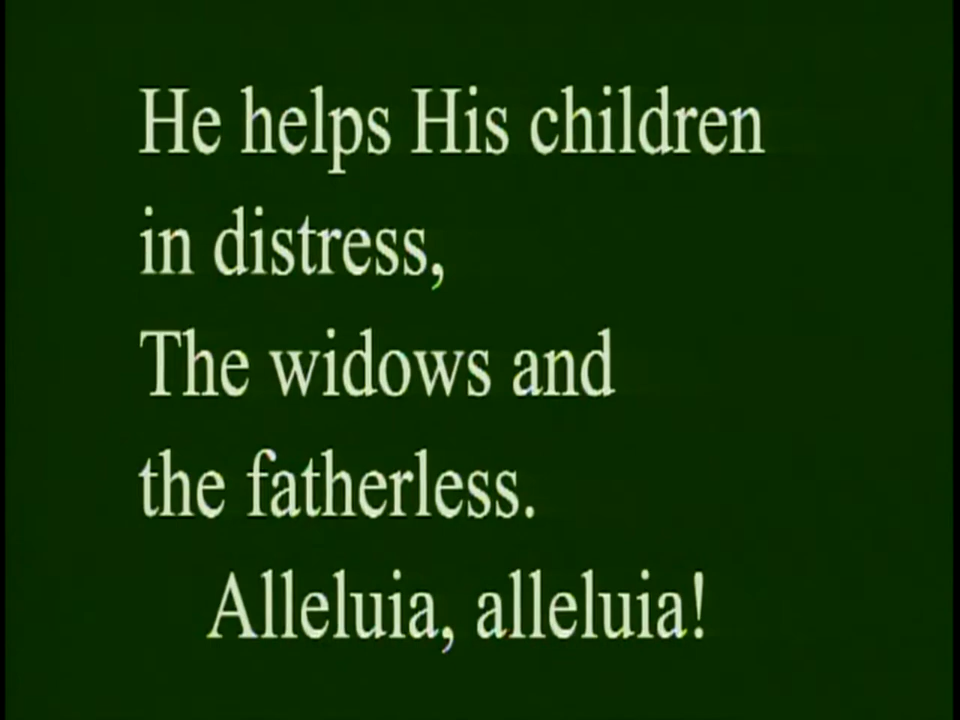 He helps His children
in distress,
The widows and
the fatherless.
Alleluia, alleluia!